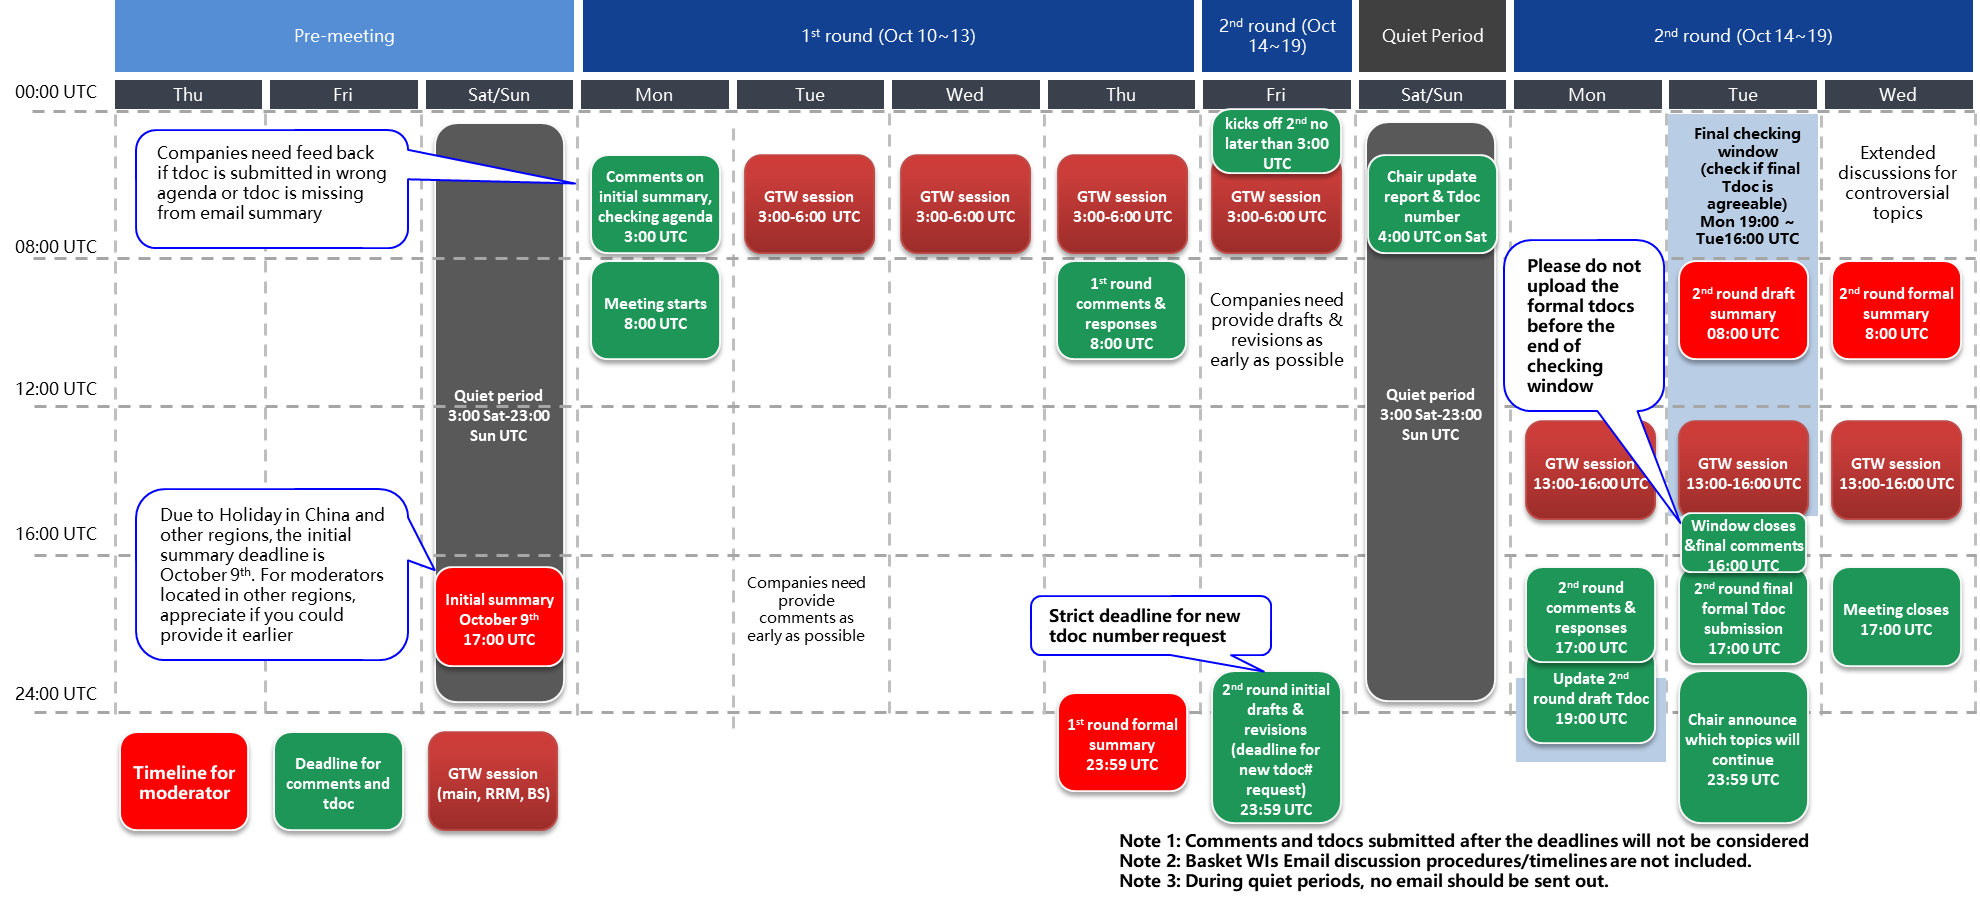 Pre-meeting
1st round (Oct 10~13)
2nd round (Oct
14~19)
Quiet Period
2nd round (Oct 14~19)
00:00 UTC
Thu
Fri
Sat/Sun
Mon
Tue
Wed
Thu
Fri
Sat/Sun
Mon
Tue
Wed
Companies need feed back
if tdoc is submitted in wrong
agenda or tdoc is missing
from email summary
Comments on
initial summary,
checking agenda
3:00 UTC
GTW session
3:00-6:00 UTC
GTW session
3:00-6:00 UTC
GTW session
3:00-6:00 UTC
kicks off 2nd no
later than 3:00
UTC
GTW session
3:00-6:00 UTC
Chair update
report & Tdoc
number
4:00 UTC on Sat
Final checking
window
(check if final
Tdoc is
agreeable)
Mon 19:00 ~
Tue16:00 UTC
Extended
discussions for
controversial
topics
08:00 UTC
Meeting starts
8:00 UTC
1st round
comments &
responses
8:00 UTC
Companies need
provide drafts &
revisions as
early as possible
Please do not
upload the
formal tdocs
before the
end of
checking
window
2nd round draft
summary
08:00 UTC
2nd round formal
summary
8:00 UTC
12:00 UTC
Quiet period
3:00 Sat-23:00
Sun UTC
Quiet period
3:00 Sat-23:00
Sun UTC
GTW session
13:00-16:00 UTC
GTW session
13:00-16:00 UTC
GTW session
13:00-16:00 UTC
16:00 UTC
Due to Holiday in China and
other regions, the initial
summary deadline is
October 9th. For moderators
located in other regions,
appreciate if you could
provide it earlier
Initial summary
October 9th
17:00 UTC
Companies need
provide
comments as
early as possible
Strict deadline for new
tdoc number request
Window closes
&final comments
16:00 UTC
2nd round
comments &
responses
17:00 UTC
2nd round final
formal Tdoc
submission
17:00 UTC
Meeting closes
17:00 UTC
24:00 UTC
1st round formal
summary
23:59 UTC
2nd round initial
drafts &
revisions
(deadline for
new tdoc#
request)
23:59 UTC
Update 2nd
round draft Tdoc
19:00 UTC
Chair announce
which topics will
continue
23:59 UTC
Timeline for
moderator
Deadline for
comments and
tdoc
GTW session
(main, RRM, BS)
Note 1: Comments and tdocs submitted after the deadlines will not be considered
Note 2: Basket WIs Email discussion procedures/timelines are not included.
Note 3: During quiet periods, no email should be sent out.